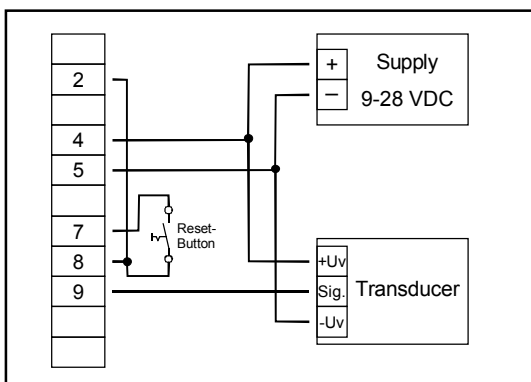 2
4
5
7
8
9
Reset-
Button
+
−
Supply
9-28 VDC
+Uv
Sig.
-Uv
Transducer